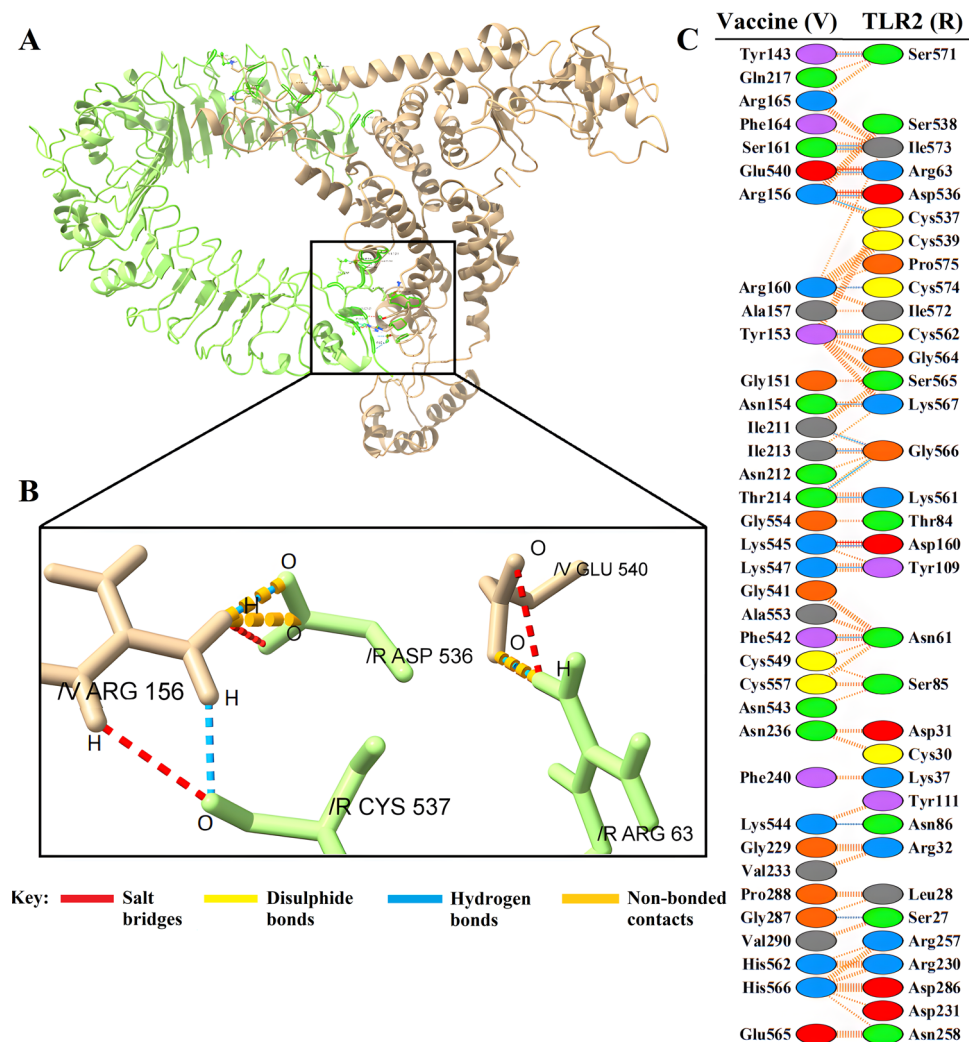 A
B
O
O
H
/V ARG 156
H
H
/R ASP 536
O
/R CYS 537
O
/V GLU 540
O
H
/R ARG 63
Key:
Salt
bridges
Disulphide
bonds
Hydrogen
bonds
Non-bonded
contacts
C
Vaccine (V) TLR2 (R)
Tyr143 Ser571
Gln217
Arg165
Phe164 Ser538
Ser161 Ile573
Glu540 Arg63
Arg156 Asp536
Cys537
Cys539
Pro575
Arg160 Cys574
Ala157 Ile572
Tyr153 Cys562
Gly564
Gly151 Ser565
Asn154 Lys567
Ile211
Ile213 Gly566
Asn212
Thr214 Lys561
Gly554 Thr84
Lys545 Asp160
Lys547 Tyr109
Gly541
Ala553
Phe542 Asn61
Cys549
Cys557 Ser85
Asn543
Asn236 Asp31
Cys30
Phe240 Lys37
Tyr111
Lys544 Asn86
Gly229 Arg32
Val233
Pro288 Leu28
Gly287 Ser27
Val290 Arg257
His562 Arg230
His566 Asp286
Asp231
Glu565 Asn258